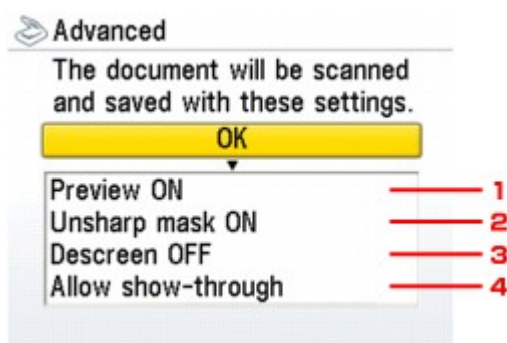 Advanced
The document will be scanned
and saved with these settings.
OK
Preview ON 1
Unsharp mask ON 2
Descreen OFF 3
Allow show-through 4